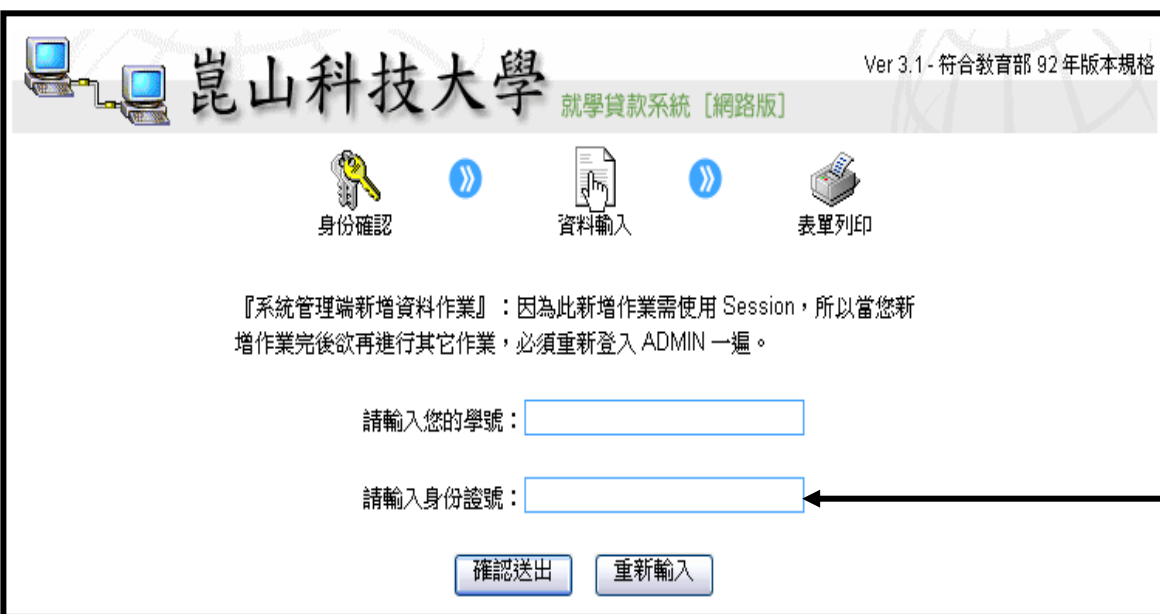 崑山科技大學
Ver 3.1 - 符合教育部 92 年版本規格
就學貸款系統［網路版］
身份確認
資料輸入
表單列印
『系統管理端新增資料作業』：因為此新增作業需使用 Session，所以當您新
增作業完後欲再進行其它作業，必須重新登入 ADMIN 一遍。
請輸入您的學號：
請輸入身份證號：
確認送出
重新輸入